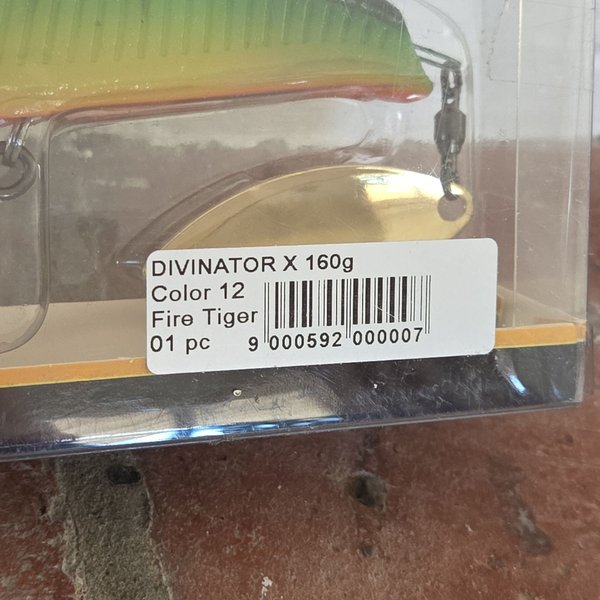 DIVINATOR X 160g
Color 12
Fire Tiger
01 pc 9 000592 000007